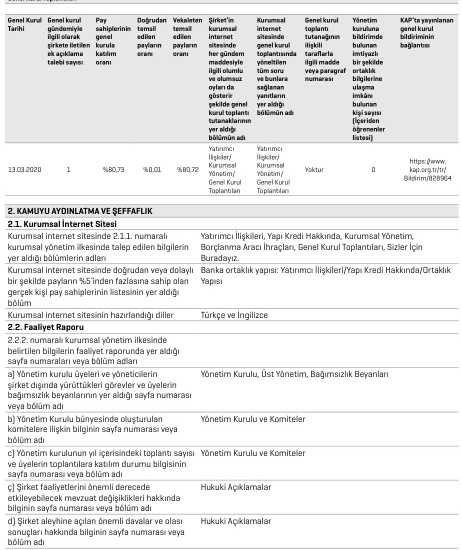 Genel Kurul Tarihi
Genel kurul gündemiyle ilgili olarak şirkete iletilen ek açıklama talebi sayısı
Pay sahiplerinin genel kurula katılım oranı
Doğrudan temsil edilen payların oranı
Vekaleten temsil edilen payların oranı
Şirket'in kurumsal internet sitesinde her gündem maddesiyle ilgili olumlu ve olumsuz oyları da gösterir şekilde genel kurul toplantı tutanaklarının yer aldığı bölümün adı
Kurumsal internet sitesinde genel kurul toplantısında yöneltilen tüm soru ve bunlara sağlanan yanıtların yer aldığı bölümün adı
Genel kurul toplantı tutanağının ilişkili taraflarla ilgili madde veya paragraf numarası
Yönetim kuruluna bildirimde bulunan imtiyazlı bir şekilde ortaklık bilgilerine ulaşma imkânı bulunan kişi sayısı (İçeriden öğrenenler listesi)
KAP'ta yayınlanan genel kurul bildiriminin bağlantısı
13.03.2020
1
%80,73
%0,01
%80,72
Yatırımcı İlişkiler/ Kurumsal Yönetim/ Genel Kurul Toplantıları
Yatırımcı İlişkiler/ Kurumsal Yönetim/ Genel Kurul Toplantıları
Yoktur
0
https://www.kap.org.tr/tr/Bildirim/828964
2. KAMUYU AYDINLATMA VE ŞEFFAFLIK
2.1. Kurumsal İnternet Sitesi
Kurumsal internet sitesinde 2.1.1. numaralı
kurumsal yönetim ilkesinde talep edilen bilgilerin
yer aldığı bölümlerin adları
Yatırımcı İlişkileri, Yapı Kredi Hakkında, Kurumsal Yönetim,
Borçlanma Aracı İhraçları, Genel Kurul Toplantıları, Sizler İçin
Buradayız.
Kurumsal internet sitesinde doğrudan veya dolaylı
bir şekilde payların %5'inden fazlasına sahip olan
gerçek kişi pay sahiplerinin listesinin yer aldığı
bölüm
Banka ortaklık yapısı: Yatırımcı İlişkileri/Yapı Kredi Hakkında/Ortaklık
Yapısı
Kurumsal internet sitesinin hazırlandığı diller
Türkçe ve İngilizce
2.2. Faaliyet Raporu
2.2.2. numaralı kurumsal yönetim ilkesinde
belirtilen bilgilerin faaliyet raporunda yer aldığı
sayfa numaraları veya bölüm adları
a) Yönetim kurulu üyeleri ve yöneticilerin
şirket dışında yürüttükleri görevler ve üyelerin
bağımsızlık beyanlarının yer aldığı sayfa numarası
veya bölüm adı
Yönetim Kurulu, Üst Yönetim, Bağımsızlık Beyanları
b) Yönetim Kurulu bünyesinde oluşturulan
komitelere ilişkin bilginin sayfa numarası veya
bölüm adı
Yönetim Kurulu ve Komiteler
c) Yönetim kurulunun yıl içerisindeki toplantı sayısı
ve üyelerin toplantılara katılım durumu bilgisinin
sayfa numarası veya bölüm adı
Yönetim Kurulu ve Komiteler
ç) Şirket faaliyetlerini önemli derecede
etkileyebilecek mevzuat değişiklikleri hakkında
bilginin sayfa numarası veya bölüm adı
Hukuki Açıklamalar
d) Şirket aleyhine açılan önemli davalar ve olası
sonuçları hakkında bilginin sayfa numarası veya
bölüm adı
Hukuki Açıklamalar